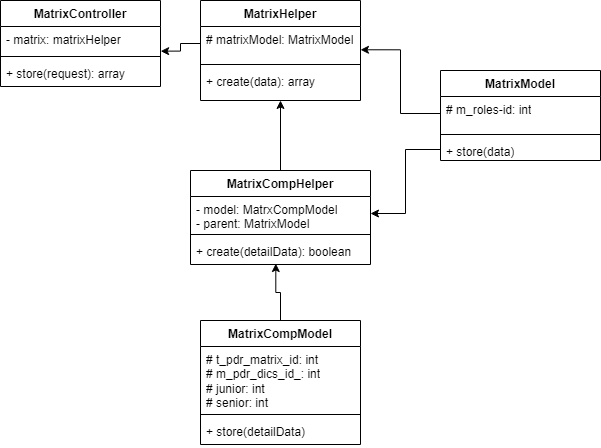 MatrixController
- matrix: matrixHelper
+ store(request): array
MatrixHelper
# matrixModel: MatrixModel
+ create(data): array
MatrixModel
# m_roles-id: int
+ store(data)
MatrixCompHelper
- model: MatrxCompModel
- parent: MatrixModel
+ create(detailData): boolean
MatrixCompModel
# t_pdr_matrix_id: int
# m_pdr_dics_id_: int
# junior: int
# senior: int
+ store(detailData)